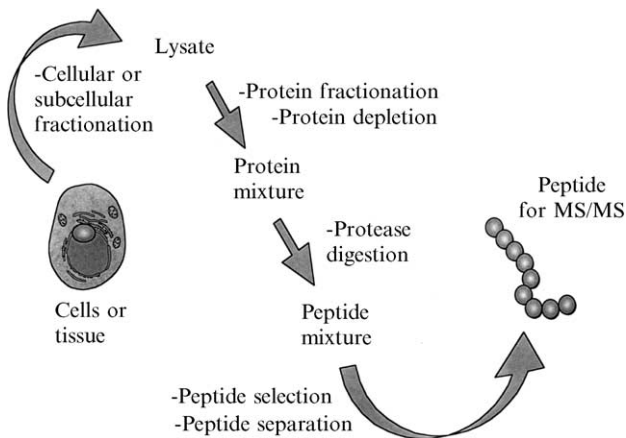 Lysate
-Cellular or
subcellular
fractionation
-Protein fractionation
-Protein depletion
Protein
mixture
Peptide
for MS/MS
-Protease
digestion
Cells or
tissue
Peptide
mixture
-Peptide selection
-Peptide separation